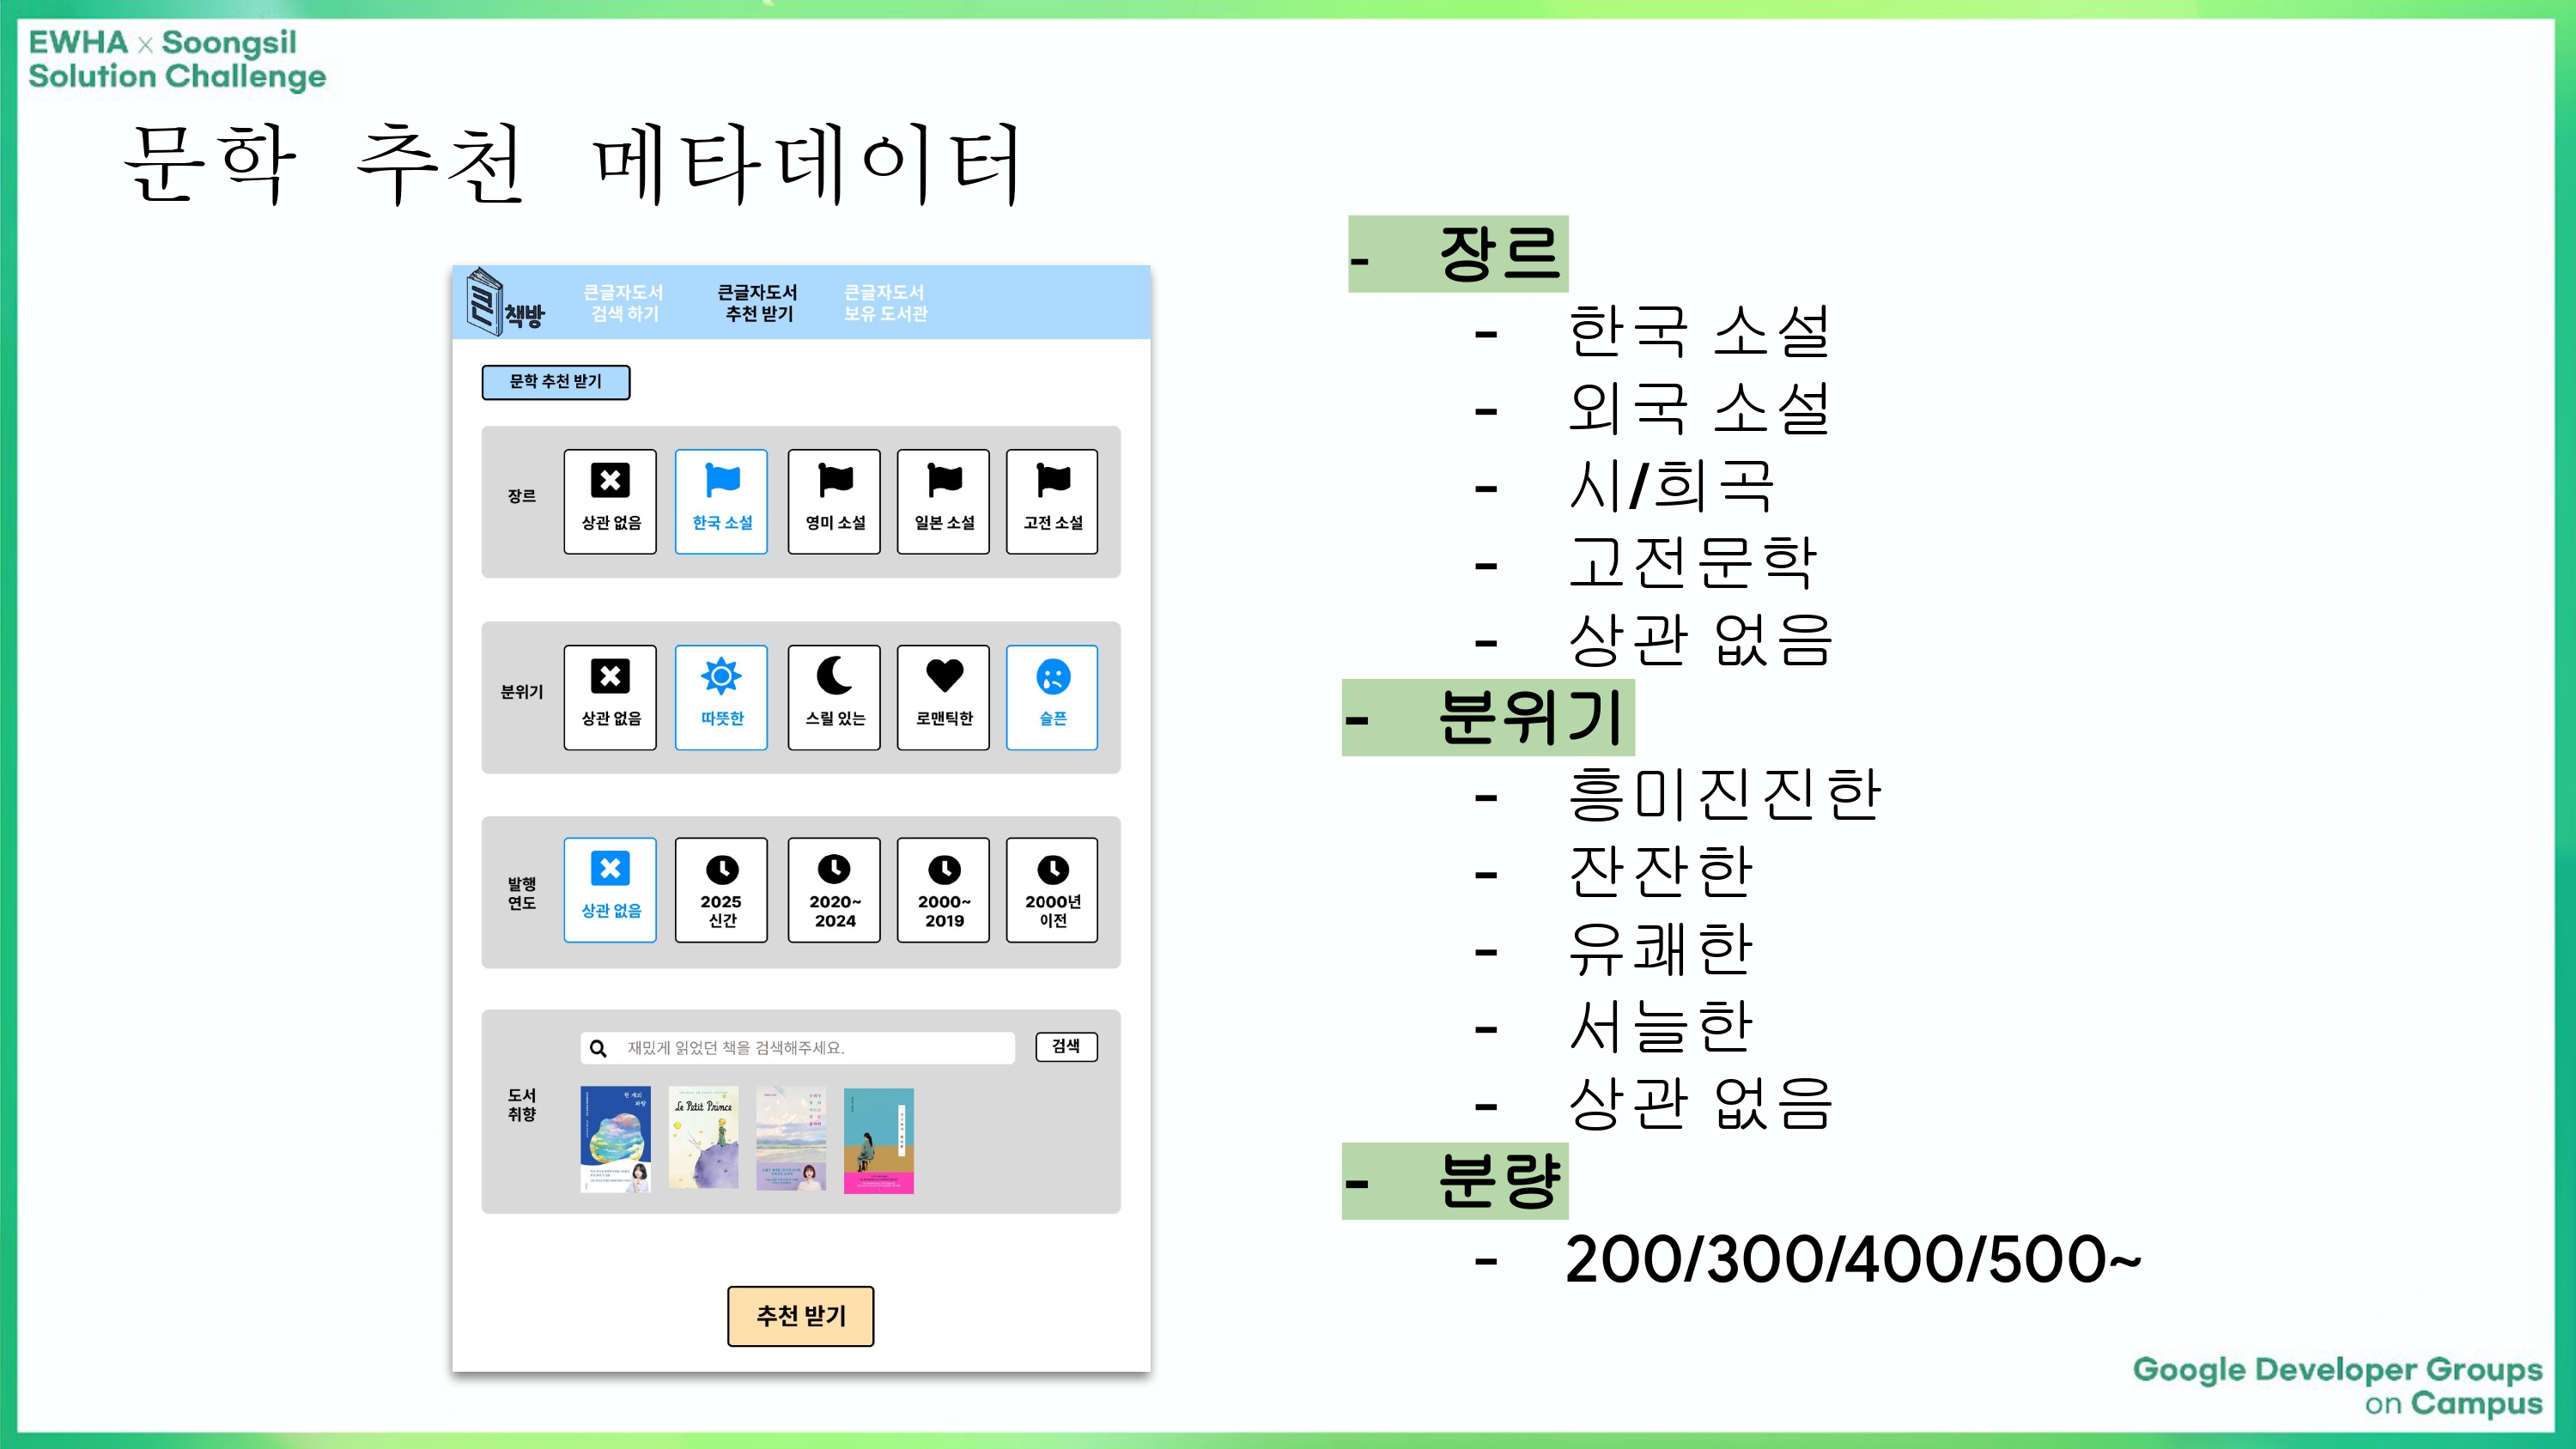 EWHA x Soongsil
Solution Challenge
문학 추천 메타데이터
큰
책방
큰글자도서
검색 하기
큰글자도서
추천 받기
큰글자도서
보유 도서관
문학 추천 받기
장르
상관 없음
한국 소설
영미 소설
일본 소설
고전 소설
분위기
상관 없음
따뜻한
스릴 있는
로맨틱한
슬픈
발행
연도
상관 없음
2025
신간
2020~
2024
2000~
2019
2000년
이전
도서
취향
재밌게 읽었던 책을 검색해주세요.
검색
천 개의
파랑
Le Petit Prince
추천 받기
- 장르
- 한국 소설
- 외국 소설
- 시/희곡
- 고전문학
- 상관 없음
- 분위기
- 흥미진진한
- 잔잔한
- 유쾌한
- 서늘한
- 상관 없음
- 분량
- 200/300/400/500~
Google Developer Groups
on Campus